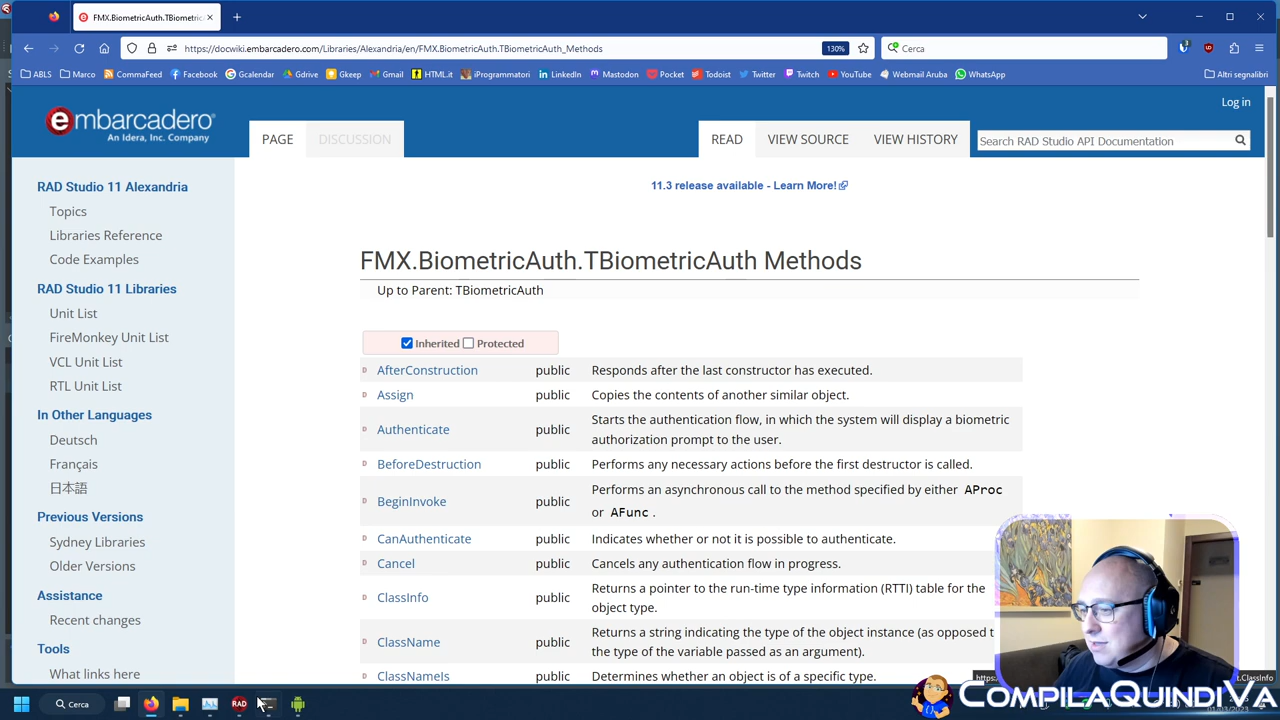 FMX.BiometricAuth.TBiometric
https://docwiki.embarcadero.com/Libraries/Alexandria/en/FMX.BiometricAuth.TBiometricAuth_Methods
130%
Cerca
ABLS
Marco
CommaFeed
Facebook
Gcalendar
Gdrive
Gkeep
Gmail
HTML.it
iProgrammatori
LinkedIn
Mastodon
Pocket
Todoist
Twitter
Twitch
YouTube
Webmail Aruba
WhatsApp
Altri segnalibri
Log in
embarcadero
An Idera, Inc. Company
PAGE
DISCUSSION
READ
VIEW SOURCE
VIEW HISTORY
Search RAD Studio API Documentation
RAD Studio 11 Alexandria
Topics
Libraries Reference
Code Examples
RAD Studio 11 Libraries
Unit List
FireMonkey Unit List
VCL Unit List
RTL Unit List
In Other Languages
Deutsch
Français
日本語
Previous Versions
Sydney Libraries
Older Versions
Assistance
Recent changes
Tools
What links here
11.3 release available - Learn More!
FMX.BiometricAuth.TBiometricAuth Methods
Up to Parent: TBiometricAuth
Inherited Protected
AfterConstruction public Responds after the last constructor has executed.
Assign public Copies the contents of another similar object.
Authenticate public Starts the authentication flow, in which the system will display a biometric
authorization prompt to the user.
BeforeDestruction public Performs any necessary actions before the first destructor is called.
BeginInvoke public Performs an asynchronous call to the method specified by either AProc
or AFunc .
CanAuthenticate public Indicates whether or not it is possible to authenticate.
Cancel public Cancels any authentication flow in progress.
ClassInfo public Returns a pointer to the run-time type information (RTTI) table for the
object type.
ClassName public Returns a string indicating the type of the object instance (as opposed t
the type of the variable passed as an argument).
ClassNameIs public Determines whether an object is of a specific type.
.ClassInfo
Cerca
RAD
COMPILAQUINDIVA